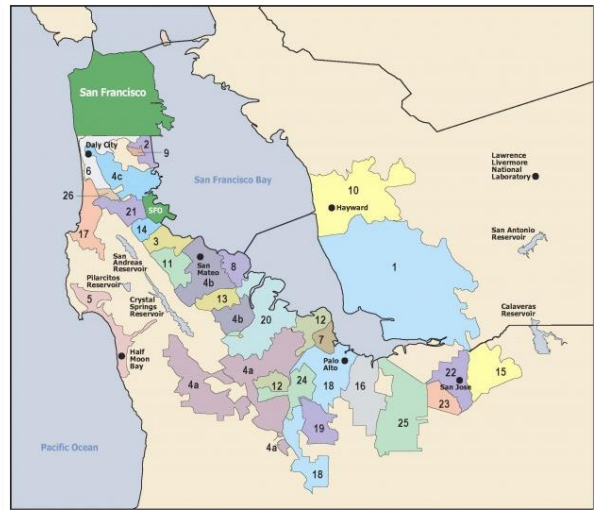 San Francisco
Daly City
2
9
6
4c
San Francisco Bay
Lawrence
Livermore
National
Laboratory
10
Hayward
26
21
SFO
17
14
3
San Antonio
Reservoir
San
Andreas
Reservoir
11
San
Mateo
8
1
Pilarcitos
Reservoir
4b
5
Crystal
Springs
Reservoir
13
4b
20
12
7
Calaveras
Reservoir
Half
Moon
Bay
Palo
Alto
4a
4a
12
24
18
16
22
San Jose
15
23
25
19
4a
Pacific Ocean
18